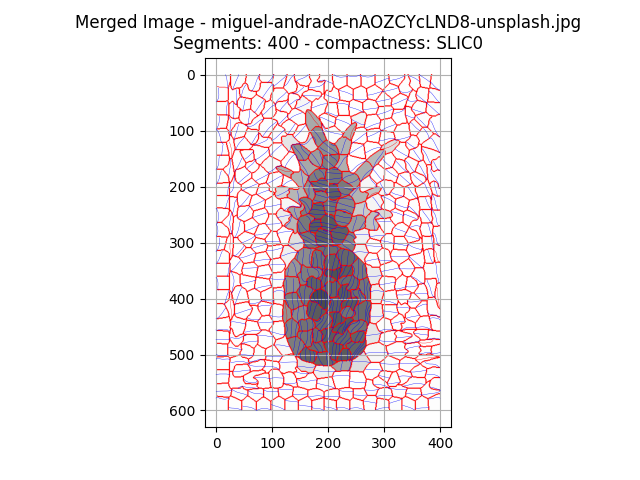 Merged Image - miguel-andrade-nAOZCYcLND8-unsplash.jpg
Segments: 400 - compactness: SLIC0
0
100
200
300
400
500
600
0 100 200 300 400